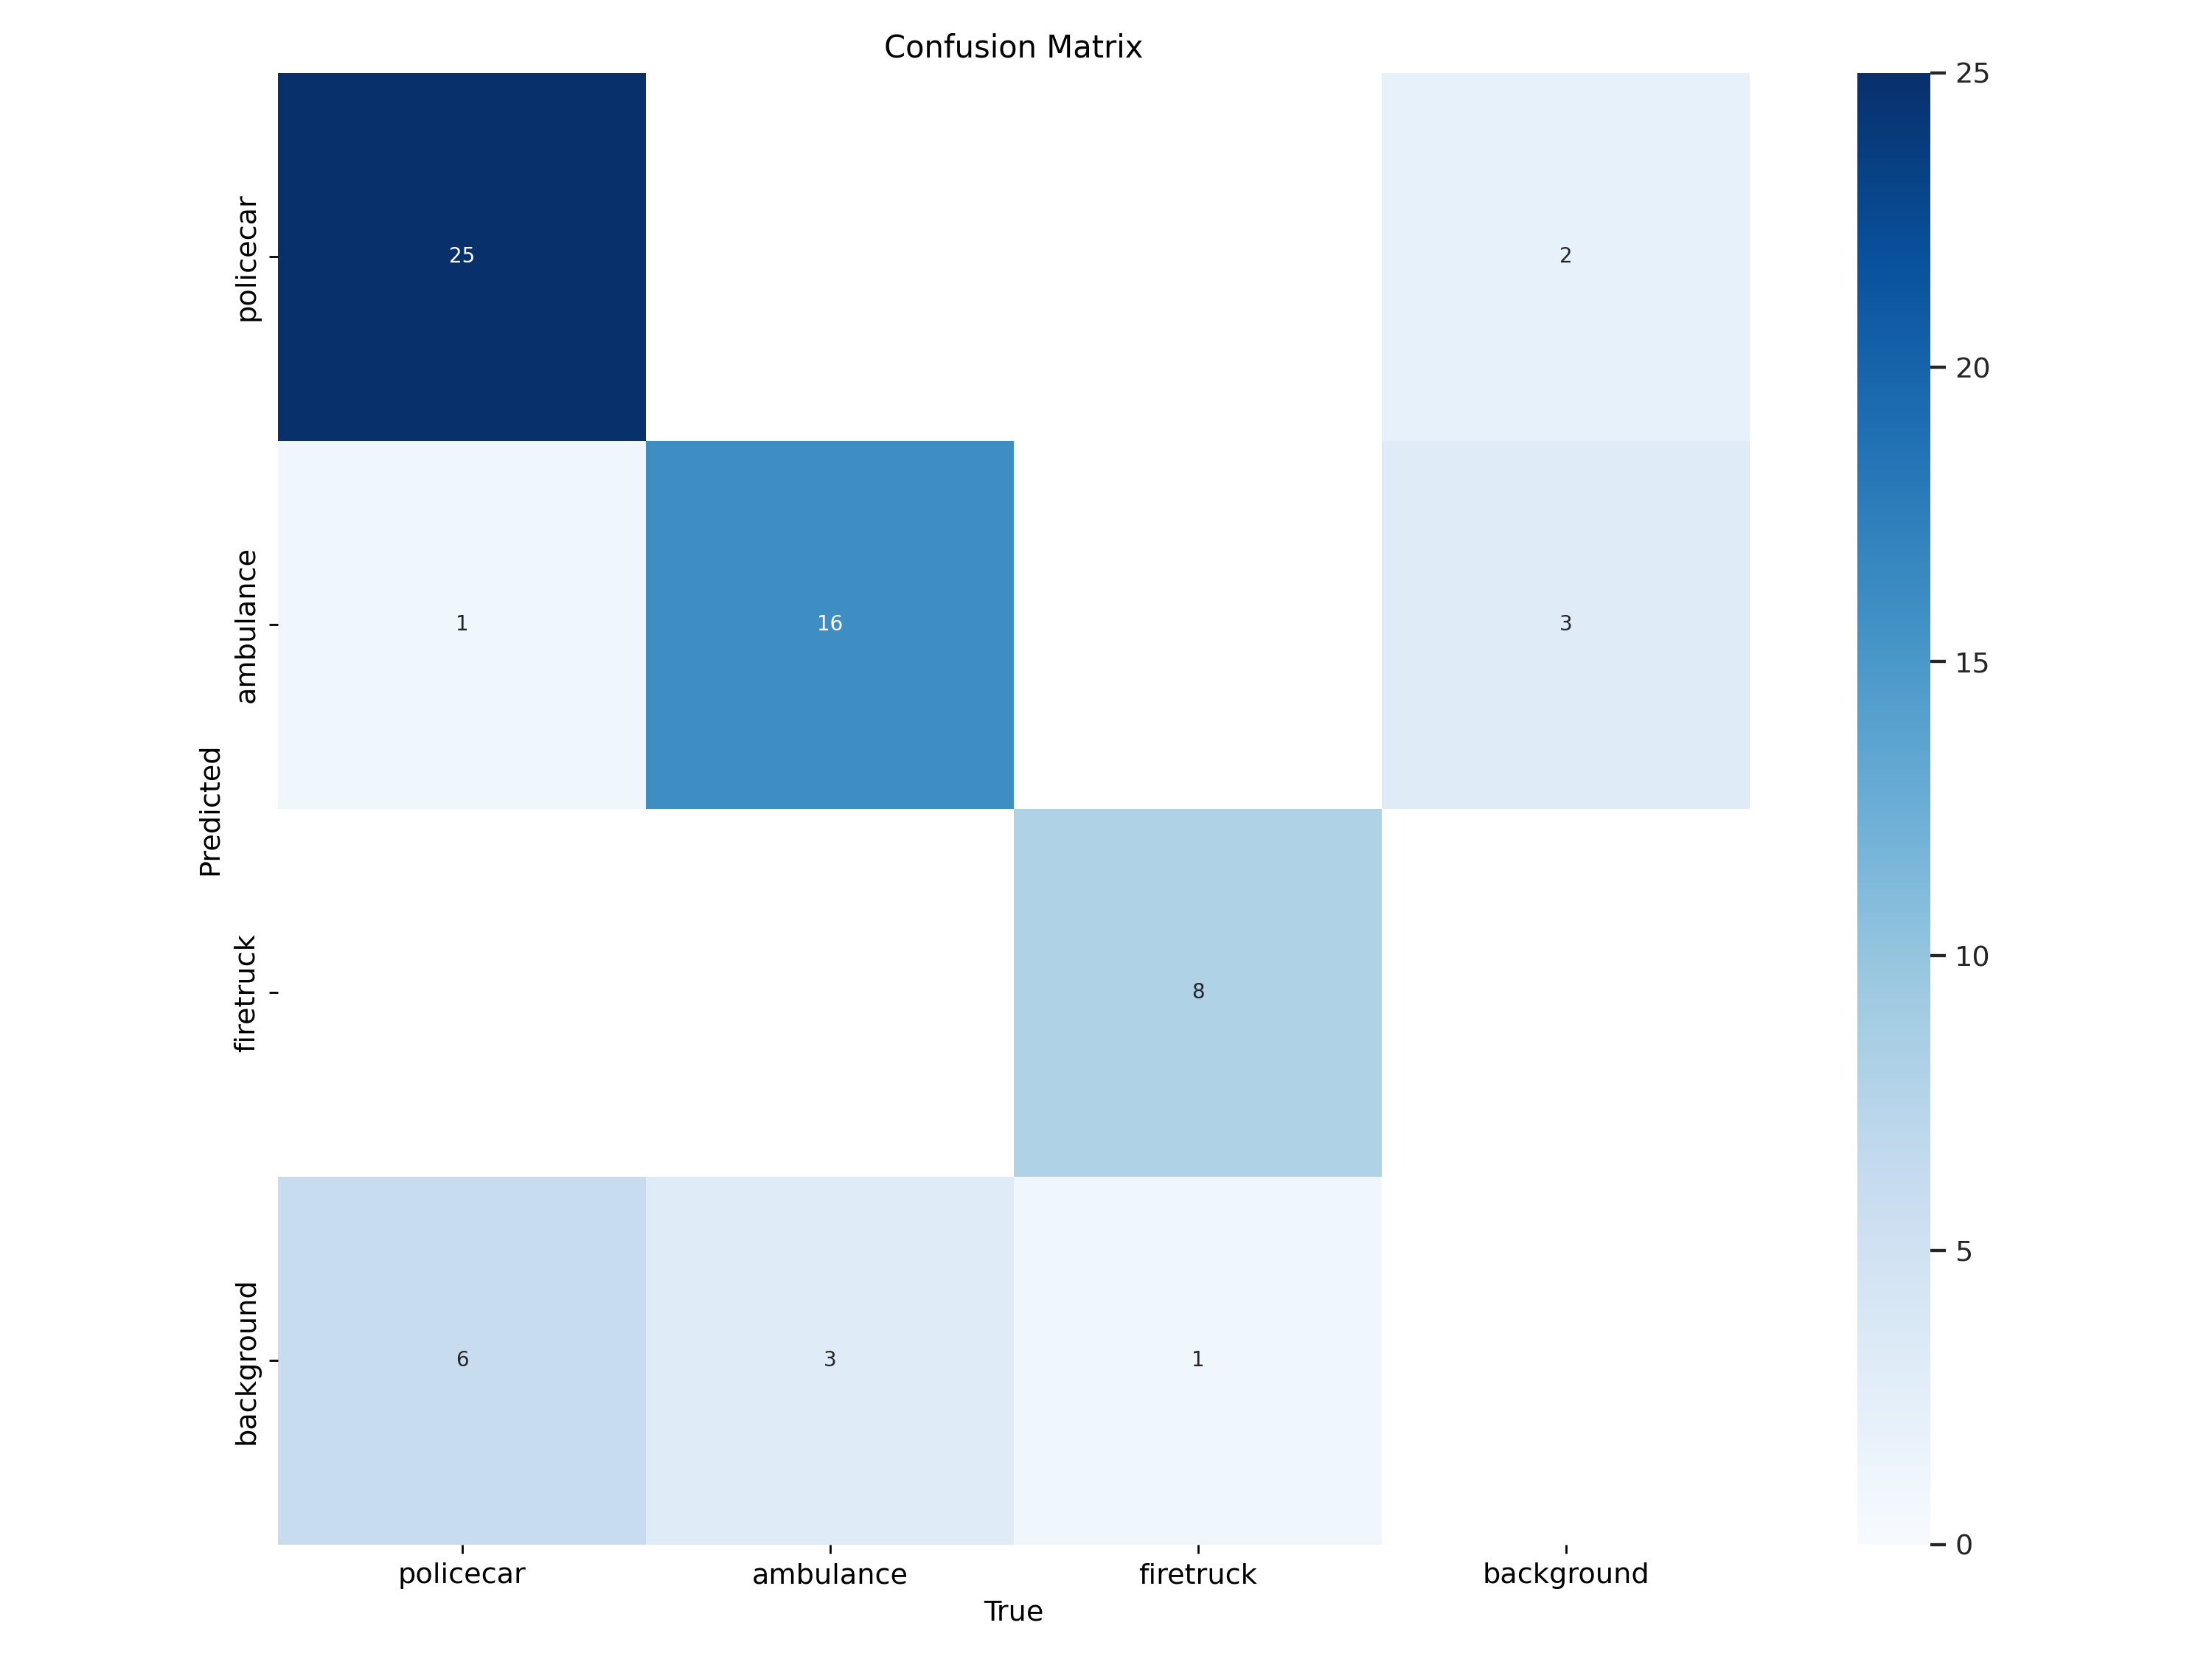 Confusion Matrix
policecar
ambulance
firetruck
background
Predicted
25
2
1
16
3
8
6
3
1
policecar
ambulance
firetruck
background
True
25
20
15
10
5
0